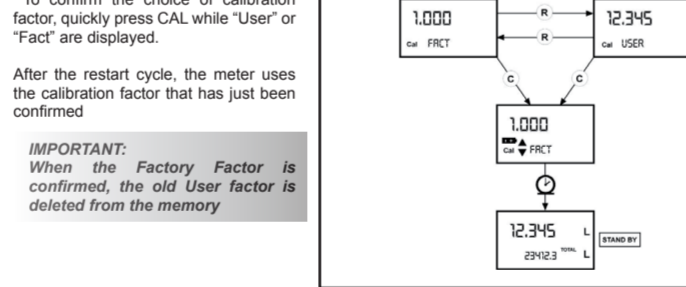 To confirm the choice of calibration
factor, quickly press CAL while “User” or
“Fact” are displayed.
After the restart cycle, the meter uses
the calibration factor that has just been
confirmed
IMPORTANT:
When the Factory Factor is
confirmed, the old User factor is
deleted from the memory
1.000
Cal FACT
R
R
12.345
Cal USER
C
C
1.000
Cal FACT
12.345 L
23412.3 TOTAL L
STAND BY